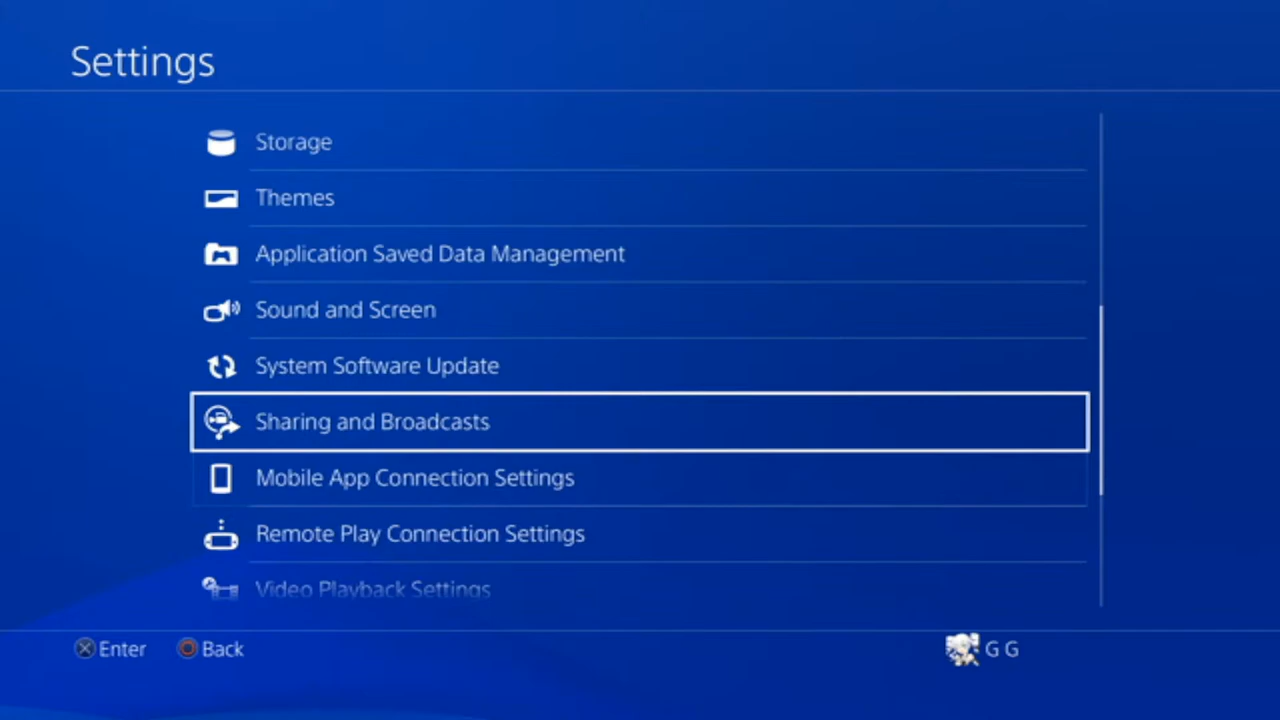 Settings
Storage
Themes
Application Saved Data Management
Sound and Screen
System Software Update
Sharing and Broadcasts
Mobile App Connection Settings
Remote Play Connection Settings
Video Playback Settings
Enter Back G G